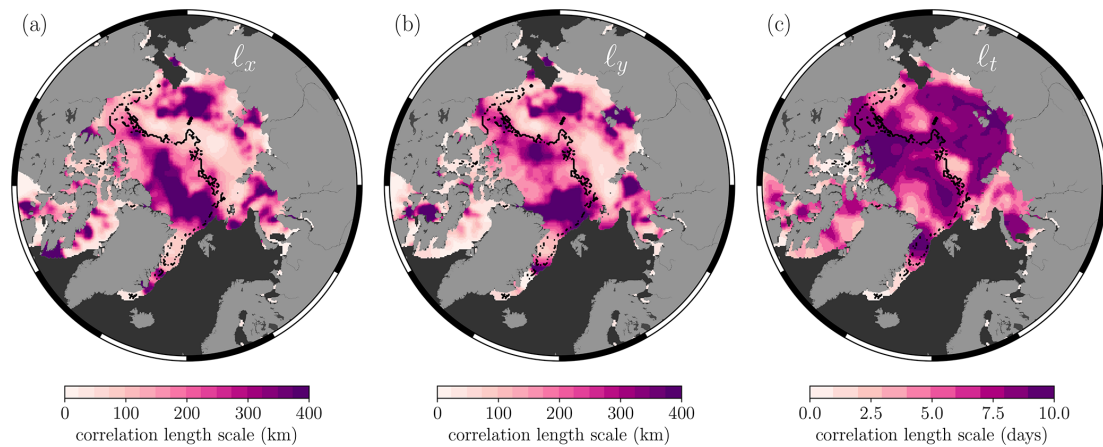 (a)
ℓx
0 100 200 300 400
correlation length scale (km)
(b)
ℓy
0 100 200 300 400
correlation length scale (km)
(c)
ℓt
0.0 2.5 5.0 7.5 10.0
correlation length scale (days)